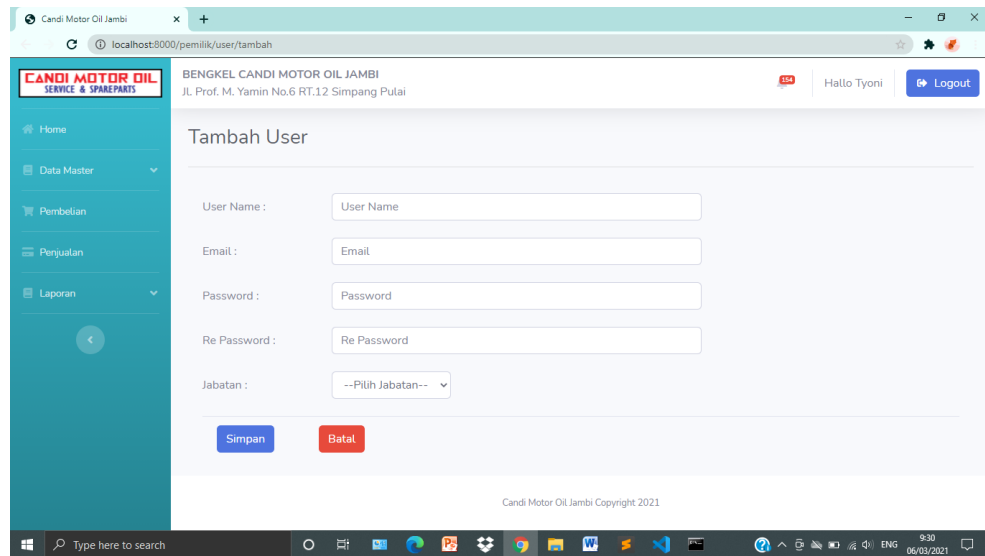 Candi Motor Oil Jambi
localhost:8000/pemilik/user/tambah
CANDI MOTOR OIL
SERVICE & SPAREPARTS
BENGKEL CANDI MOTOR OIL JAMBI
JL Prof. M. Yamin No.6 RT.12 Simpang Pulai
154
Hallo Tyoni
Logout
Home
Data Master
Pembelian
Penjualan
Laporan
Tambah User
User Name :
User Name
Email :
Email
Password :
Password
Re Password :
Re Password
Jabatan :
--Pilih Jabatan--
Simpan
Batal
Candi Motor Oil Jambi Copyright 2021
Type here to search
ENG
9:30
06/03/2021